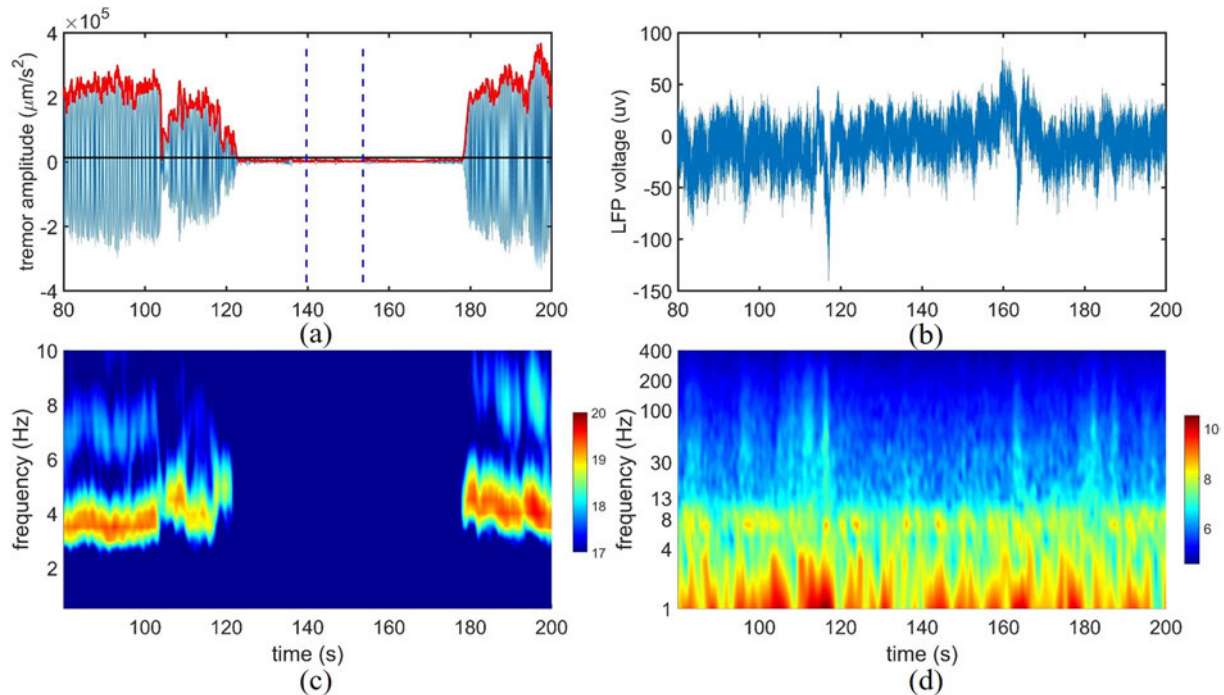 ×10⁵
4
2
0
-2
-4
tremor amplitude (μm/s²)
80 100 120 140 160 180 200
(a)
100
50
0
-50
-100
-150
LFP voltage (uv)
80 100 120 140 160 180 200
(b)
10
8
6
4
2
frequency (Hz)
100 120 140 160 180 200
time (s)
(c)
20
19
18
17
400
200
100
30
13
8
4
1
frequency (Hz)
100 120 140 160 180 200
time (s)
(d)
10
8
6